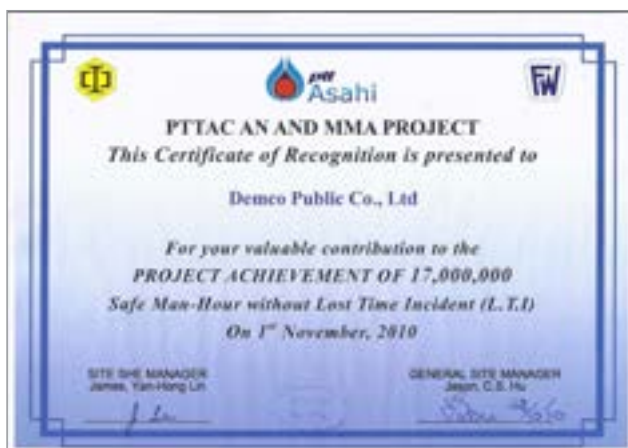 ptt
Asahi
FW
PTTAC AN AND MMA PROJECT
This Certificate of Recognition is presented to
Demco Public Co., Ltd
For your valuable contribution to the
PROJECT ACHIEVEMENT OF 17,000,000
Safe Man-Hour without Lost Time Incident (L.T.I)
On 1st November, 2010
SITE SHE MANAGER
James, Yan-Hong Lin
GENERAL SITE MANAGER
Jason, C.S. Hu